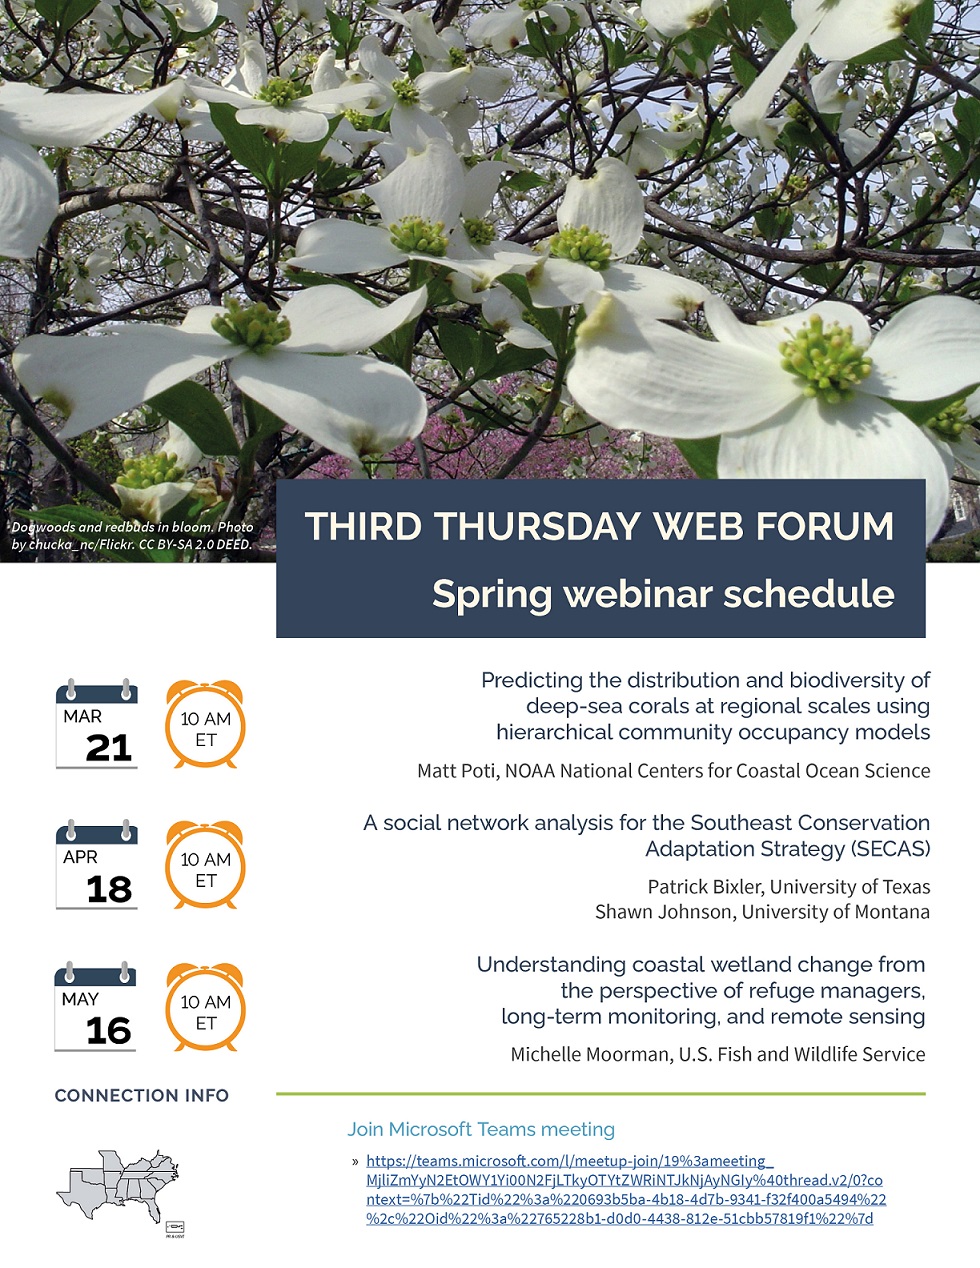 Dogwoods and redbuds in bloom. Photo
by chucka_nc/Flickr. CC BY-SA 2.0 DEED.
THIRD THURSDAY WEB FORUM
Spring webinar schedule
MAR
21
10 AM
ET
Predicting the distribution and biodiversity of
deep-sea corals at regional scales using
hierarchical community occupancy models
Matt Poti, NOAA National Centers for Coastal Ocean Science
APR
18
10 AM
ET
A social network analysis for the Southeast Conservation
Adaptation Strategy (SECAS)
Patrick Bixler, University of Texas
Shawn Johnson, University of Montana
MAY
16
10 AM
ET
Understanding coastal wetland change from
the perspective of refuge managers,
long-term monitoring, and remote sensing
Michelle Moorman, U.S. Fish and Wildlife Service
CONNECTION INFO
Join Microsoft Teams meeting
» https://teams.microsoft.com/l/meetup-join/19%3ameeting_
MjliZmYyN2EtOWY1Yi00N2FjLTkyOTYtZWRiNTJkNjAyNGIy%40thread.v2/0?co
ntext=%7b%22Tid%22%3a%220693b5ba-4b18-4d7b-9341-f32f400a5494%22
%2c%22Oid%22%3a%22765228b1-d0d0-4438-812e-51cbb57819f1%22%7d